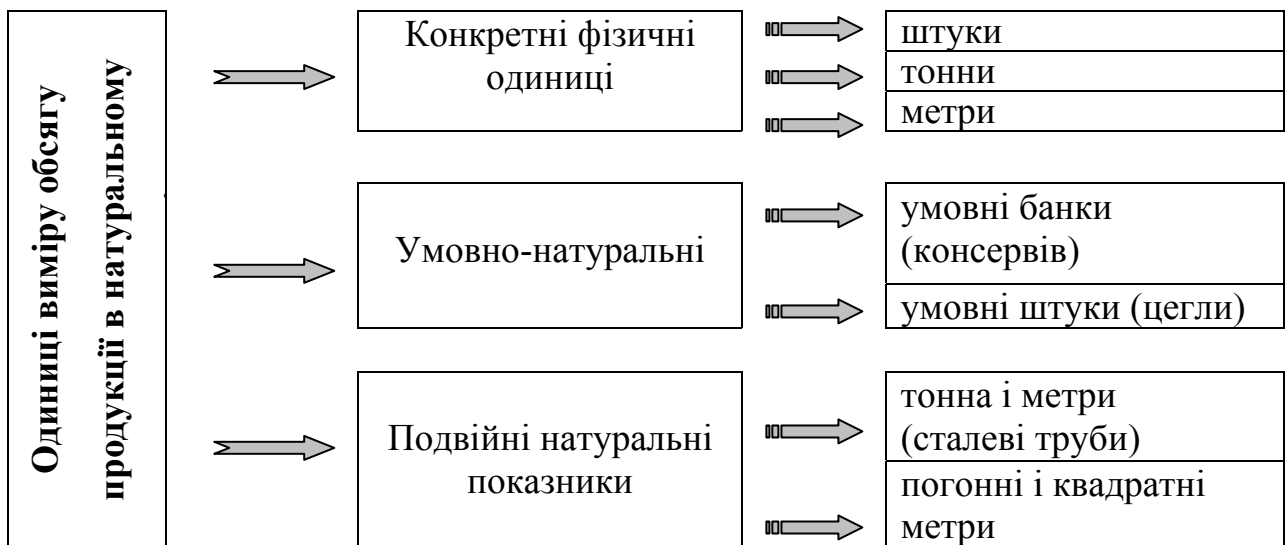 Одиниці виміру обсягу
продукції в натуральному
Конкретні фізичні
одиниці
штуки
тонни
метри
Умовно-натуральні
умовні банки
(консервів)
умовні штуки (цегли)
Подвійні натуральні
показники
тонна і метри
(сталеві труби)
погонні і квадратні
метри